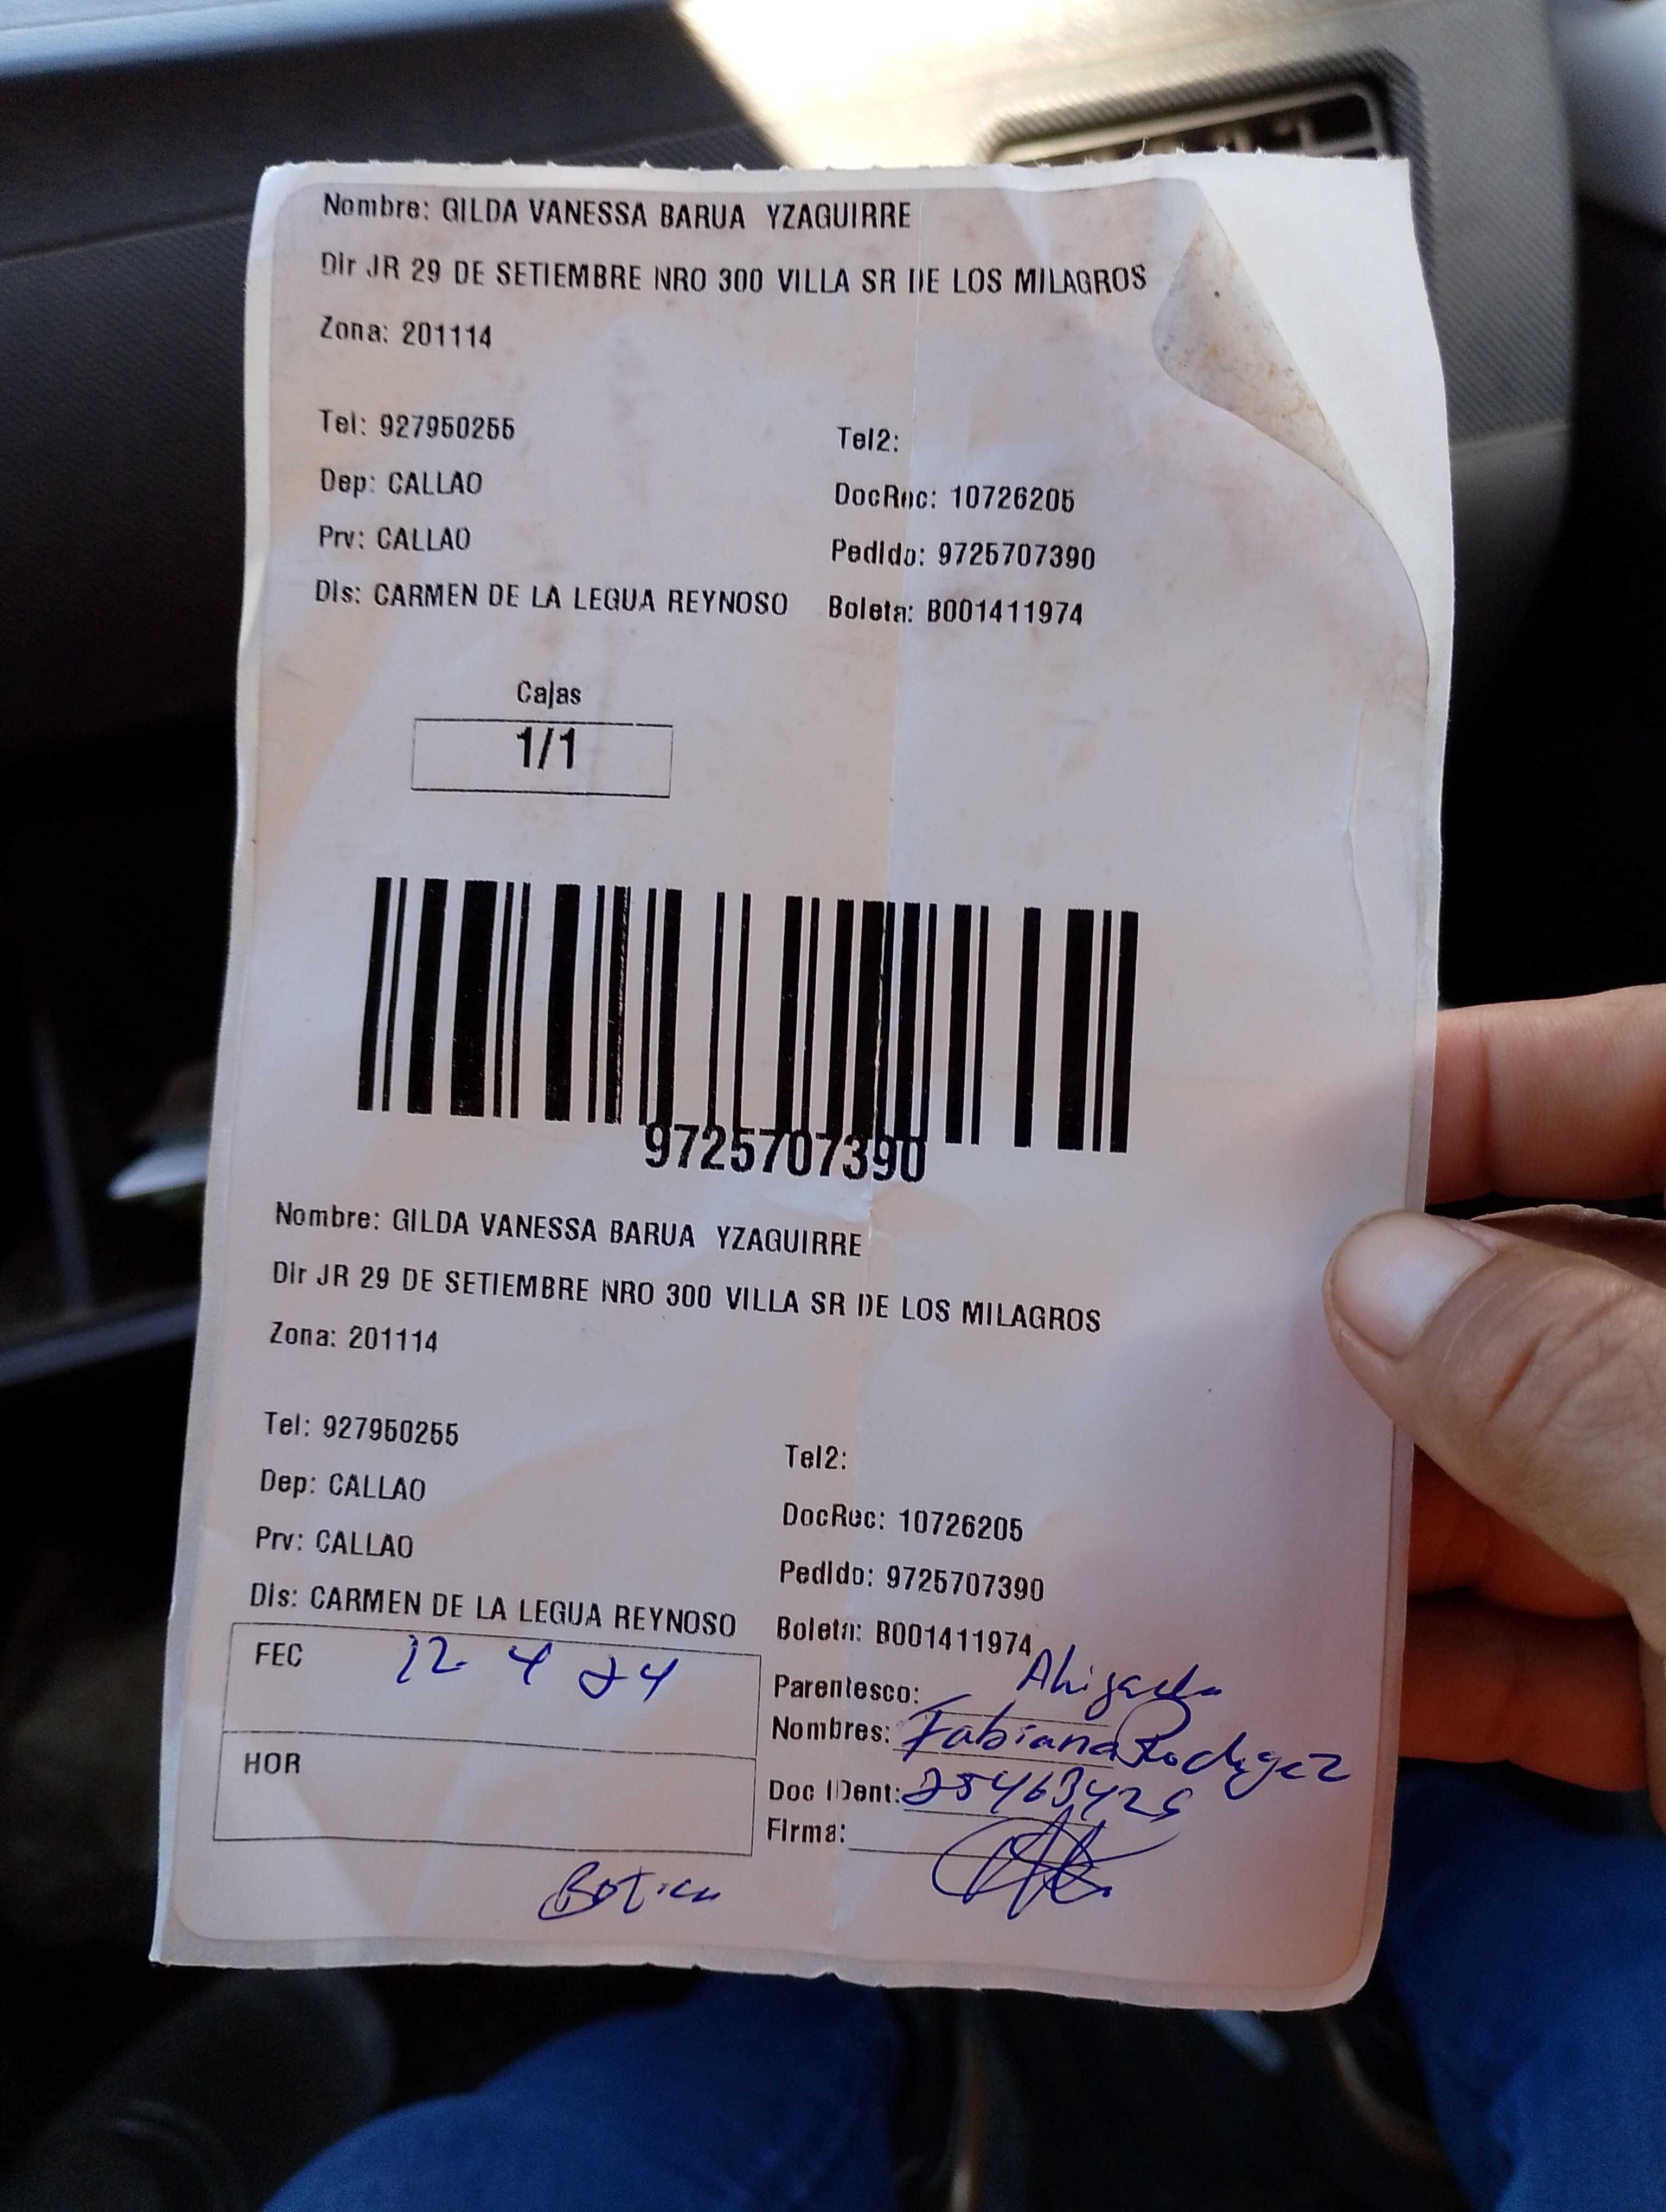 Nombre: GILDA VANESSA BARUA YZAGUIRRE
Dir JR 29 DE SETIEMBRE NRO 300 VILLA SR DE LOS MILAGROS
Zona: 201114
Tel: 927950255 Tel2:
Dep: CALLAO DocRec: 10726205
Prv: CALLAO Pedido: 9725707390
Dis: CARMEN DE LA LEGUA REYNOSO Boleta: B001411974
Cajas
1/1
9725707390
Nombre: GILDA VANESSA BARUA YZAGUIRRE
Dir JR 29 DE SETIEMBRE NRO 300 VILLA SR DE LOS MILAGROS
Zona: 201114
Tel: 927950255 Tel2:
Dep: CALLAO DocRec: 10726205
Prv: CALLAO Pedido: 9725707390
Dis: CARMEN DE LA LEGUA REYNOSO Boleta: B001411974
FEC 12 4 24
Parentesco: Ahijada
Nombres: Fabiana Rodrigez
HOR
Doc IDent: 25463425
Firma:
Botica